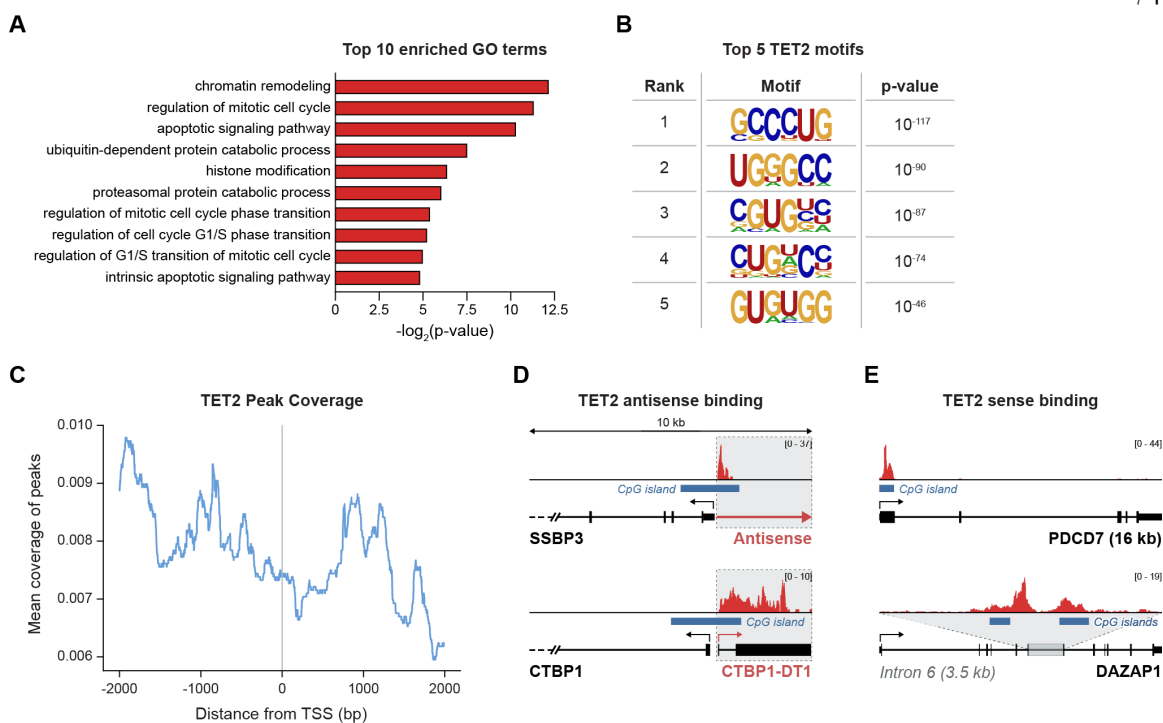 A
Top 10 enriched GO terms
chromatin remodeling
regulation of mitotic cell cycle
apoptotic signaling pathway
ubiquitin-dependent protein catabolic process
histone modification
proteasomal protein catabolic process
regulation of mitotic cell cycle phase transition
regulation of cell cycle G1/S phase transition
regulation of G1/S transition of mitotic cell cycle
intrinsic apoptotic signaling pathway
0 2.5 5 7.5 10 12.5
-log2(p-value)
B
Top 5 TET2 motifs
Rank Motif p-value
1 GCCCUG 10-117
2 UGGGCC 10-90
3 CGUGUC 10-87
4 CUGUCC 10-74
5 GUGUGG 10-46
C
TET2 Peak Coverage
Mean coverage of peaks
0.010
0.009
0.008
0.007
0.006
-2000 -1000 0 1000 2000
Distance from TSS (bp)
D
TET2 antisense binding
10 kb
[0 - 37]
CpG island
SSBP3 Antisense
[0 - 10]
CpG island
CTBP1 CTBP1-DT1
E
TET2 sense binding
[0 - 44]
CpG island
PDCD7 (16 kb)
[0 - 19]
CpG islands
Intron 6 (3.5 kb) DAZAP1